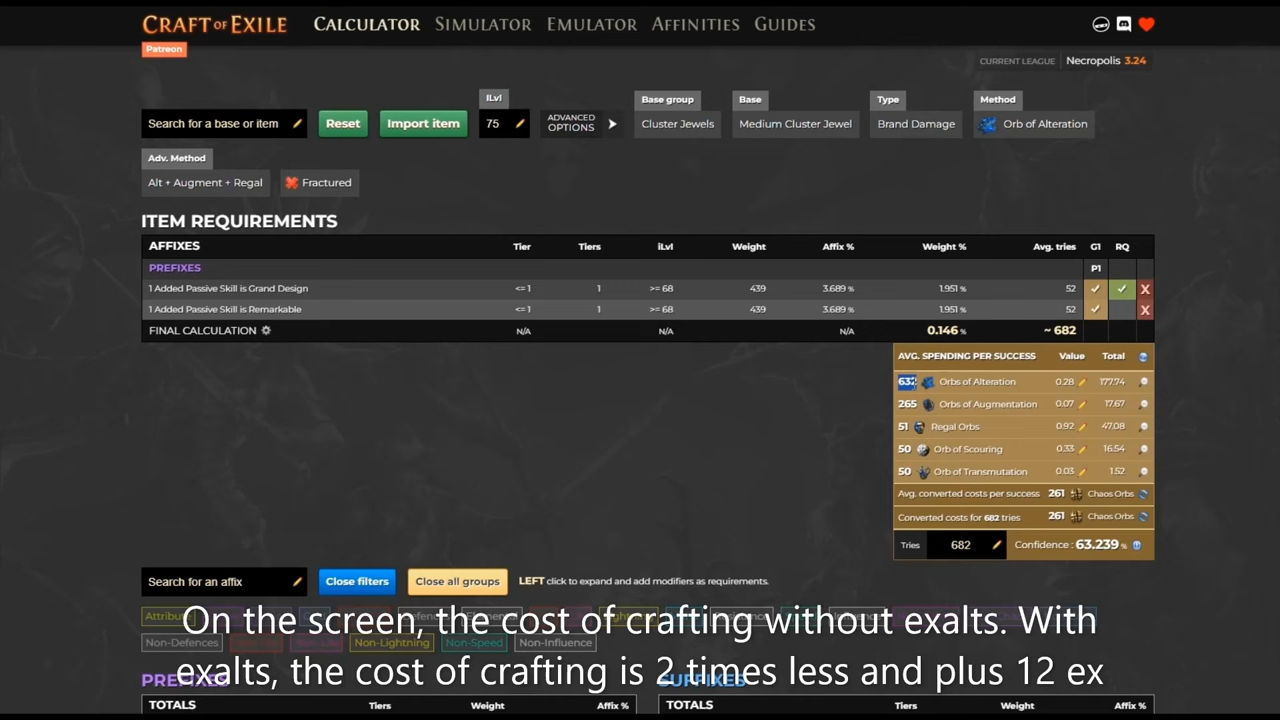 CRAFT OF EXILE CALCULATOR SIMULATOR EMULATOR AFFINITIES GUIDES
Patreon
CURRENT LEAGUE Necropolis 3.24
ILvl Base group Base Type Method
Search for a base or item Reset Import item 75 ADVANCED OPTIONS Cluster Jewels Medium Cluster Jewel Brand Damage Orb of Alteration
Adv. Method
Alt + Augment + Regal Fractured
ITEM REQUIREMENTS
AFFIXES Tier Tiers iLvl Weight Affix % Weight % Avg. tries G1 RQ
PREFIXES P1
1 Added Passive Skill is Grand Design <= 1 1 >= 68 439 3.689 % 1.951 % 52 X
1 Added Passive Skill is Remarkable <= 1 1 >= 68 439 3.689 % 1.951 % 52 X
FINAL CALCULATION N/A N/A N/A 0.146 % ~ 682
AVG. SPENDING PER SUCCESS Value Total
632 Orbs of Alteration 0.28 177.74
265 Orbs of Augmentation 0.07 17.67
51 Regal Orbs 0.92 47.08
50 Orb of Scouring 0.33 16.54
50 Orb of Transmutation 0.03 1.52
Avg. converted costs per success 261 Chaos Orbs
Converted costs for 682 tries 261 Chaos Orbs
Tries 682 Confidence : 63.239 %
Search for an affix Close filters Close all groups LEFT click to expand and add modifiers as requirements.
On the screen, the cost of crafting without exalts. With
Non-Defences Non-Lightning Non-Speed Non-Influence
exalts, the cost of crafting is 2 times less and plus 12 ex
PREFIXES SUFFIXES
TOTALS Tiers Weight Affix % TOTALS Tiers Weight Affix %